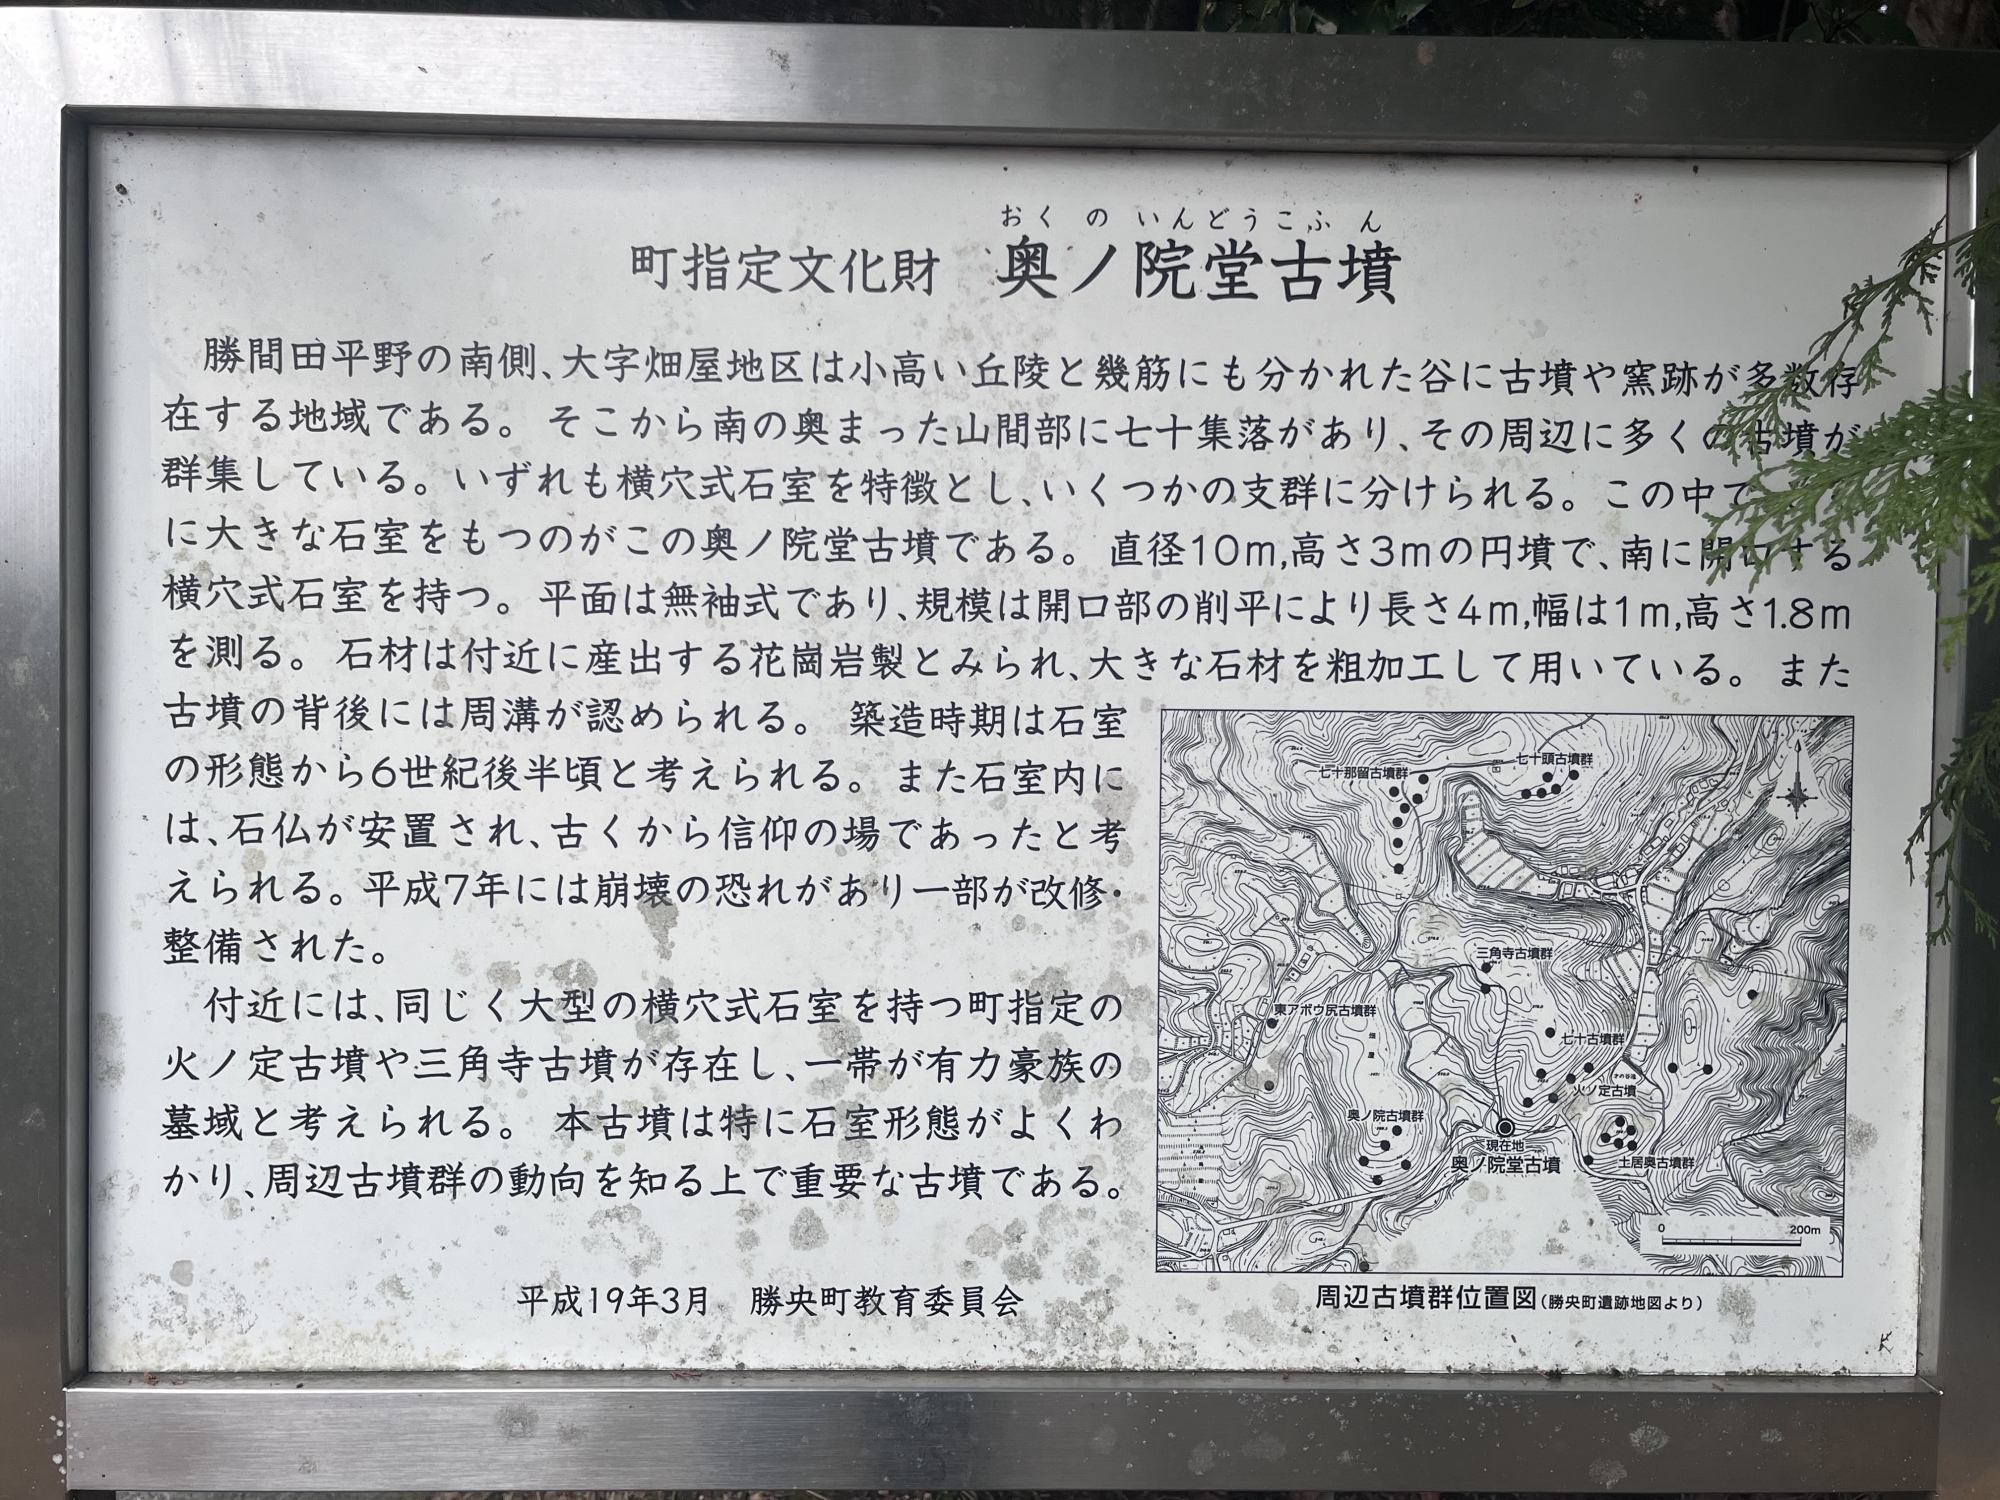 おくのいんどうこふん
町指定文化財 奥ノ院堂古墳
勝間田平野の南側、大字畑屋地区は小高い丘陵と幾筋にも分かれた谷に古墳や窯跡が多数存
在する地域である。そこから南の奥まった山間部に七十集落があり、その周辺に多くの古墳が
群集している。いずれも横穴式石室を特徴とし、いくつかの支群に分けられる。この中で
に大きな石室をもつのがこの奥ノ院堂古墳である。直径10m,高さ3mの円墳で、南に開口する
横穴式石室を持つ。平面は無袖式であり、規模は開口部の削平により長さ4m,幅は1m,高さ1.8m
を測る。石材は付近に産出する花崗岩製とみられ、大きな石材を粗加工して用いている。また
古墳の背後には周溝が認められる。築造時期は石室
の形態から6世紀後半頃と考えられる。また石室内に
は、石仏が安置され、古くから信仰の場であったと考
えられる。平成7年には崩壊の恐れがあり一部が改修・
整備された。
付近には、同じく大型の横穴式石室を持つ町指定の
火ノ定古墳や三角寺古墳が存在し、一帯が有力豪族の
墓域と考えられる。本古墳は特に石室形態がよくわ
かり、周辺古墳群の動向を知る上で重要な古墳である。
平成19年3月 勝央町教育委員会
七十那留古墳群
七十頭古墳群
三角寺古墳群
東アボウ尻古墳群
七十古墳群
火ノ定古墳
奥ノ院古墳群
現在地
奥ノ院堂古墳
土居奥古墳群
0 200m
周辺古墳群位置図(勝央町遺跡地図より)